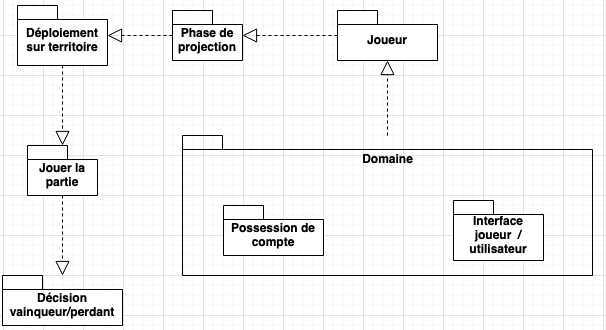 Déploiement
sur territoire
Phase de
projection
Joueur
Jouer la
partie
Domaine
Possession de
compte
Interface
joueur  /
utilisateur
Décision
vainqueur/perdant